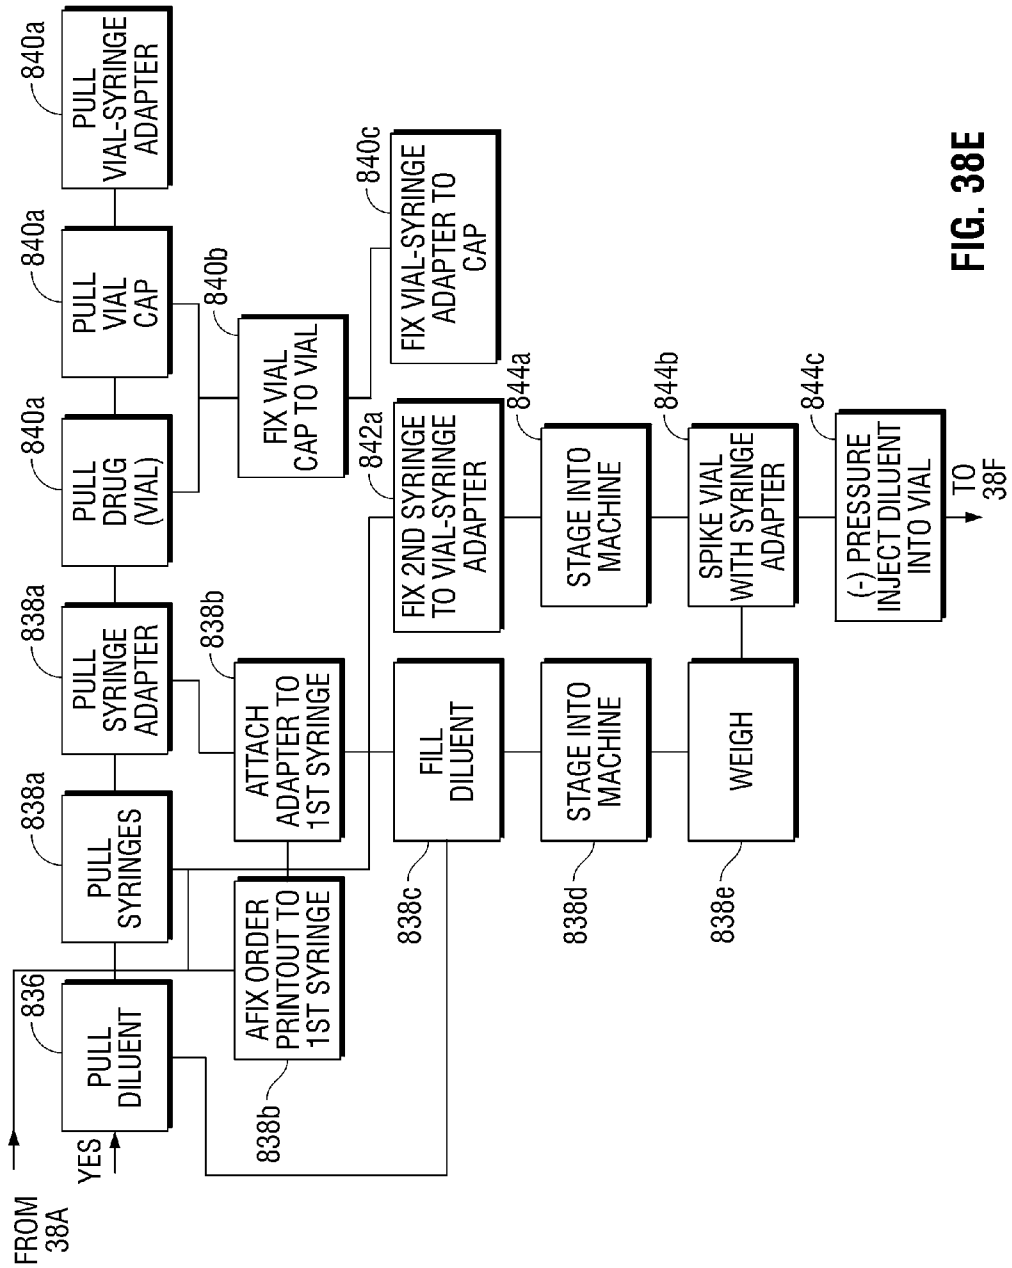 FROM
38A
YES
836
PULL
DILUENT
838a
PULL
SYRINGES
838a
PULL
SYRINGE
ADAPTER
840a
PULL
DRUG
(VIAL)
840a
PULL
VIAL
CAP
840a
PULL
VIAL-SYRINGE
ADAPTER
838b
AFIX ORDER
PRINTOUT TO
1ST SYRINGE
838b
ATTACH
ADAPTER TO
1ST SYRINGE
840b
FIX VIAL
CAP TO VIAL
838c
FILL
DILUENT
842a
FIX 2ND SYRINGE
TO VIAL-SYRINGE
ADAPTER
840c
FIX VIAL-SYRINGE
ADAPTER TO
CAP
838d
STAGE INTO
MACHINE
844a
STAGE INTO
MACHINE
838e
WEIGH
844b
SPIKE VIAL
WITH SYRINGE
ADAPTER
844c
(-) PRESSURE
INJECT DILUENT
INTO VIAL
TO
38F
FIG. 38E